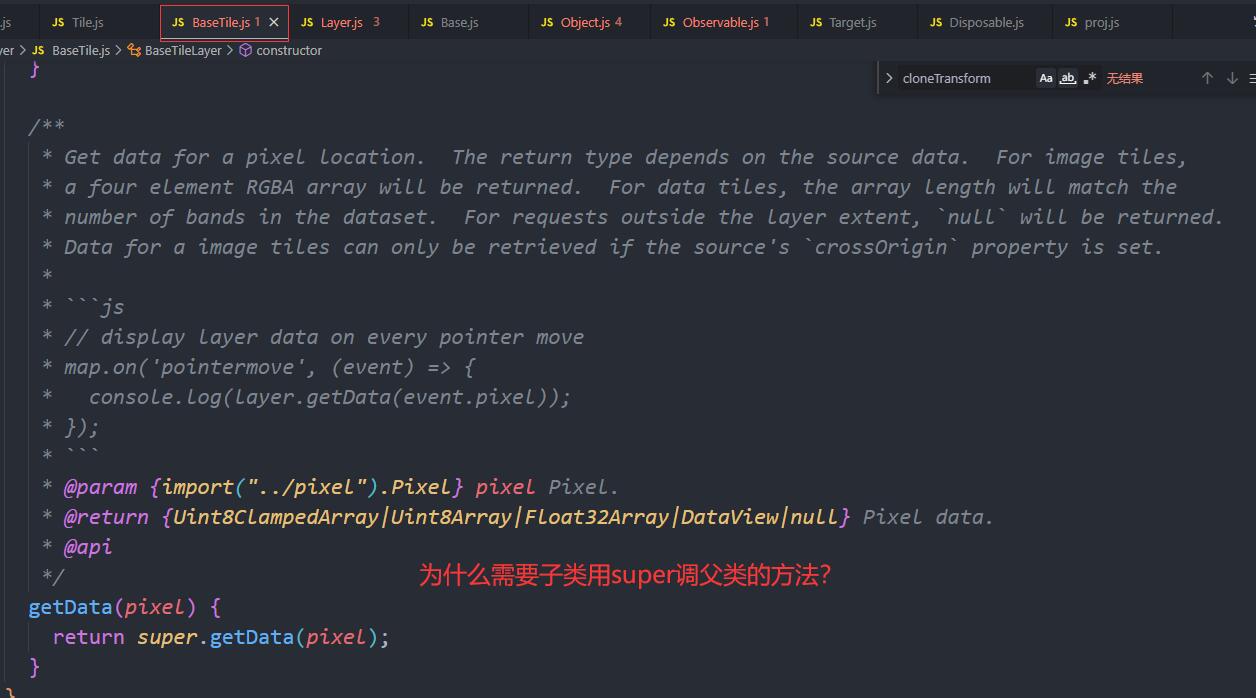 .js JS Tile.js JS BaseTile.js 1 × JS Layer.js 3 JS Base.js JS Object.js 4 JS Observable.js 1 JS Target.js JS Disposable.js JS proj.js
yer > JS BaseTile.js > BaseTileLayer > constructor
> cloneTransform Aa ab .* 无结果
}
/**
* Get data for a pixel location.  The return type depends on the source data.  For image tiles,
* a four element RGBA array will be returned.  For data tiles, the array length will match the
* number of bands in the dataset.  For requests outside the layer extent, `null` will be returned.
* Data for a image tiles can only be retrieved if the source's `crossOrigin` property is set.
*
* ```js
* // display layer data on every pointer move
* map.on('pointermove', (event) => {
*   console.log(layer.getData(event.pixel));
* });
* ```
* @param {import("../pixel").Pixel} pixel Pixel.
* @return {Uint8ClampedArray|Uint8Array|Float32Array|DataView|null} Pixel data.
* @api
*/
为什么需要子类用super调父类的方法？
getData(pixel) {
return super.getData(pixel);
}
}